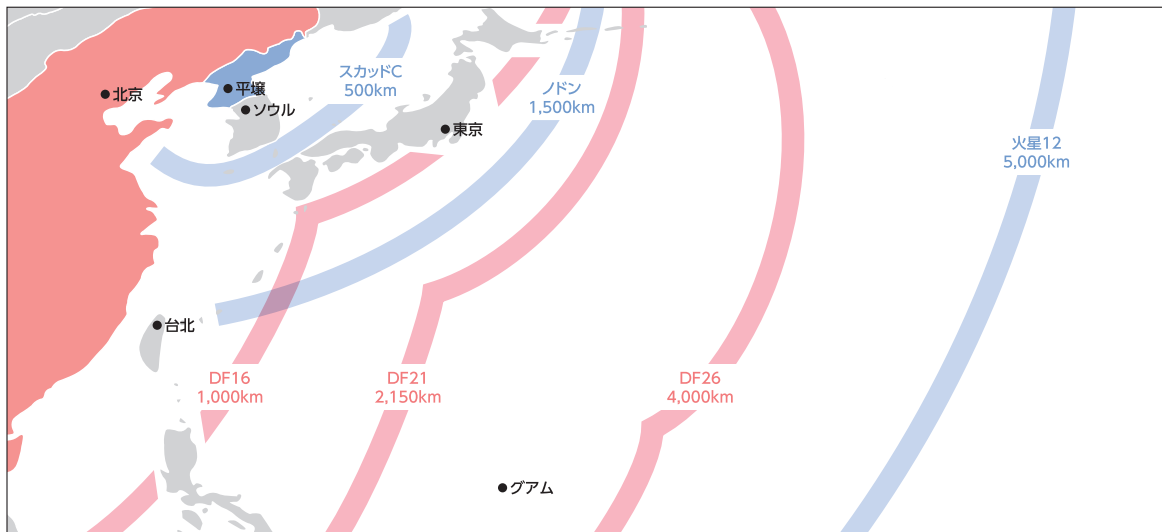 スカッドC
500km
北京
平壌
ソウル
ノドン
1,500km
東京
火星12
5,000km
台北
DF16
1,000km
DF21
2,150km
DF26
4,000km
グアム